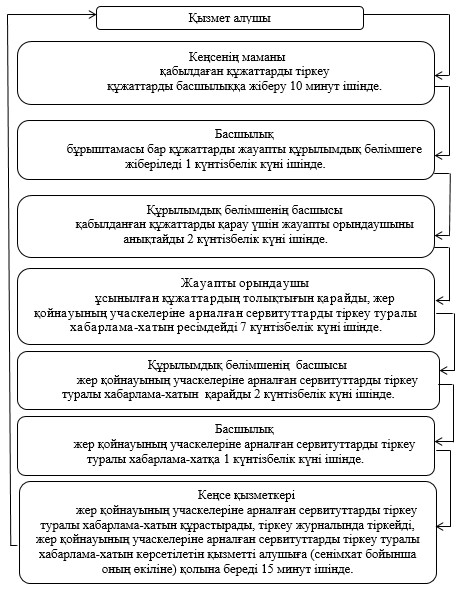 Қызмет алушы
Кеңсенің маманы
қабылдаған құжаттарды тіркеу
құжаттарды басшылыққа жіберу 10 минут ішінде.
Басшылық
бұрыштамасы бар құжаттарды жауапты құрылымдық бөлімшеге
жіберіледі 1 күнтізбелік күні ішінде.
Құрылымдық бөлімшенің басшысы
қабылданған құжаттарды қарау үшін жауапты орындаушыны
анықтайды 2 күнтізбелік күні ішінде.
Жауапты орындаушы
ұсынылған құжаттардың толықтығын қарайды, жер
қойнауының учаскелеріне арналған сервитуттарды тіркеу туралы
хабарлама-хатын ресімдейді 7 күнтізбелік күні ішінде.
Құрылымдық бөлімшенің басшысы
жер қойнауының учаскелеріне арналған сервитуттарды тіркеу
туралы хабарлама-хатын қарайды 2 күнтізбелік күні ішінде.
Басшылық
жер қойнауының учаскелеріне арналған сервитуттарды тіркеу
туралы хабарлама-хатқа 1 күнтізбелік күні ішінде.
Кеңсе қызметкері
жер қойнауының учаскелеріне арналған сервитуттарды тіркеу
туралы хабарлама-хатын құрастырады, тіркеу журналында тіркейді,
жер қойнауының учаскелеріне арналған сервитуттарды тіркеу туралы
хабарлама-хатын көрсетілетін қызметті алушыға (сенімхат бойынша
оның өкіліне) қолына береді 15 минут ішінде.